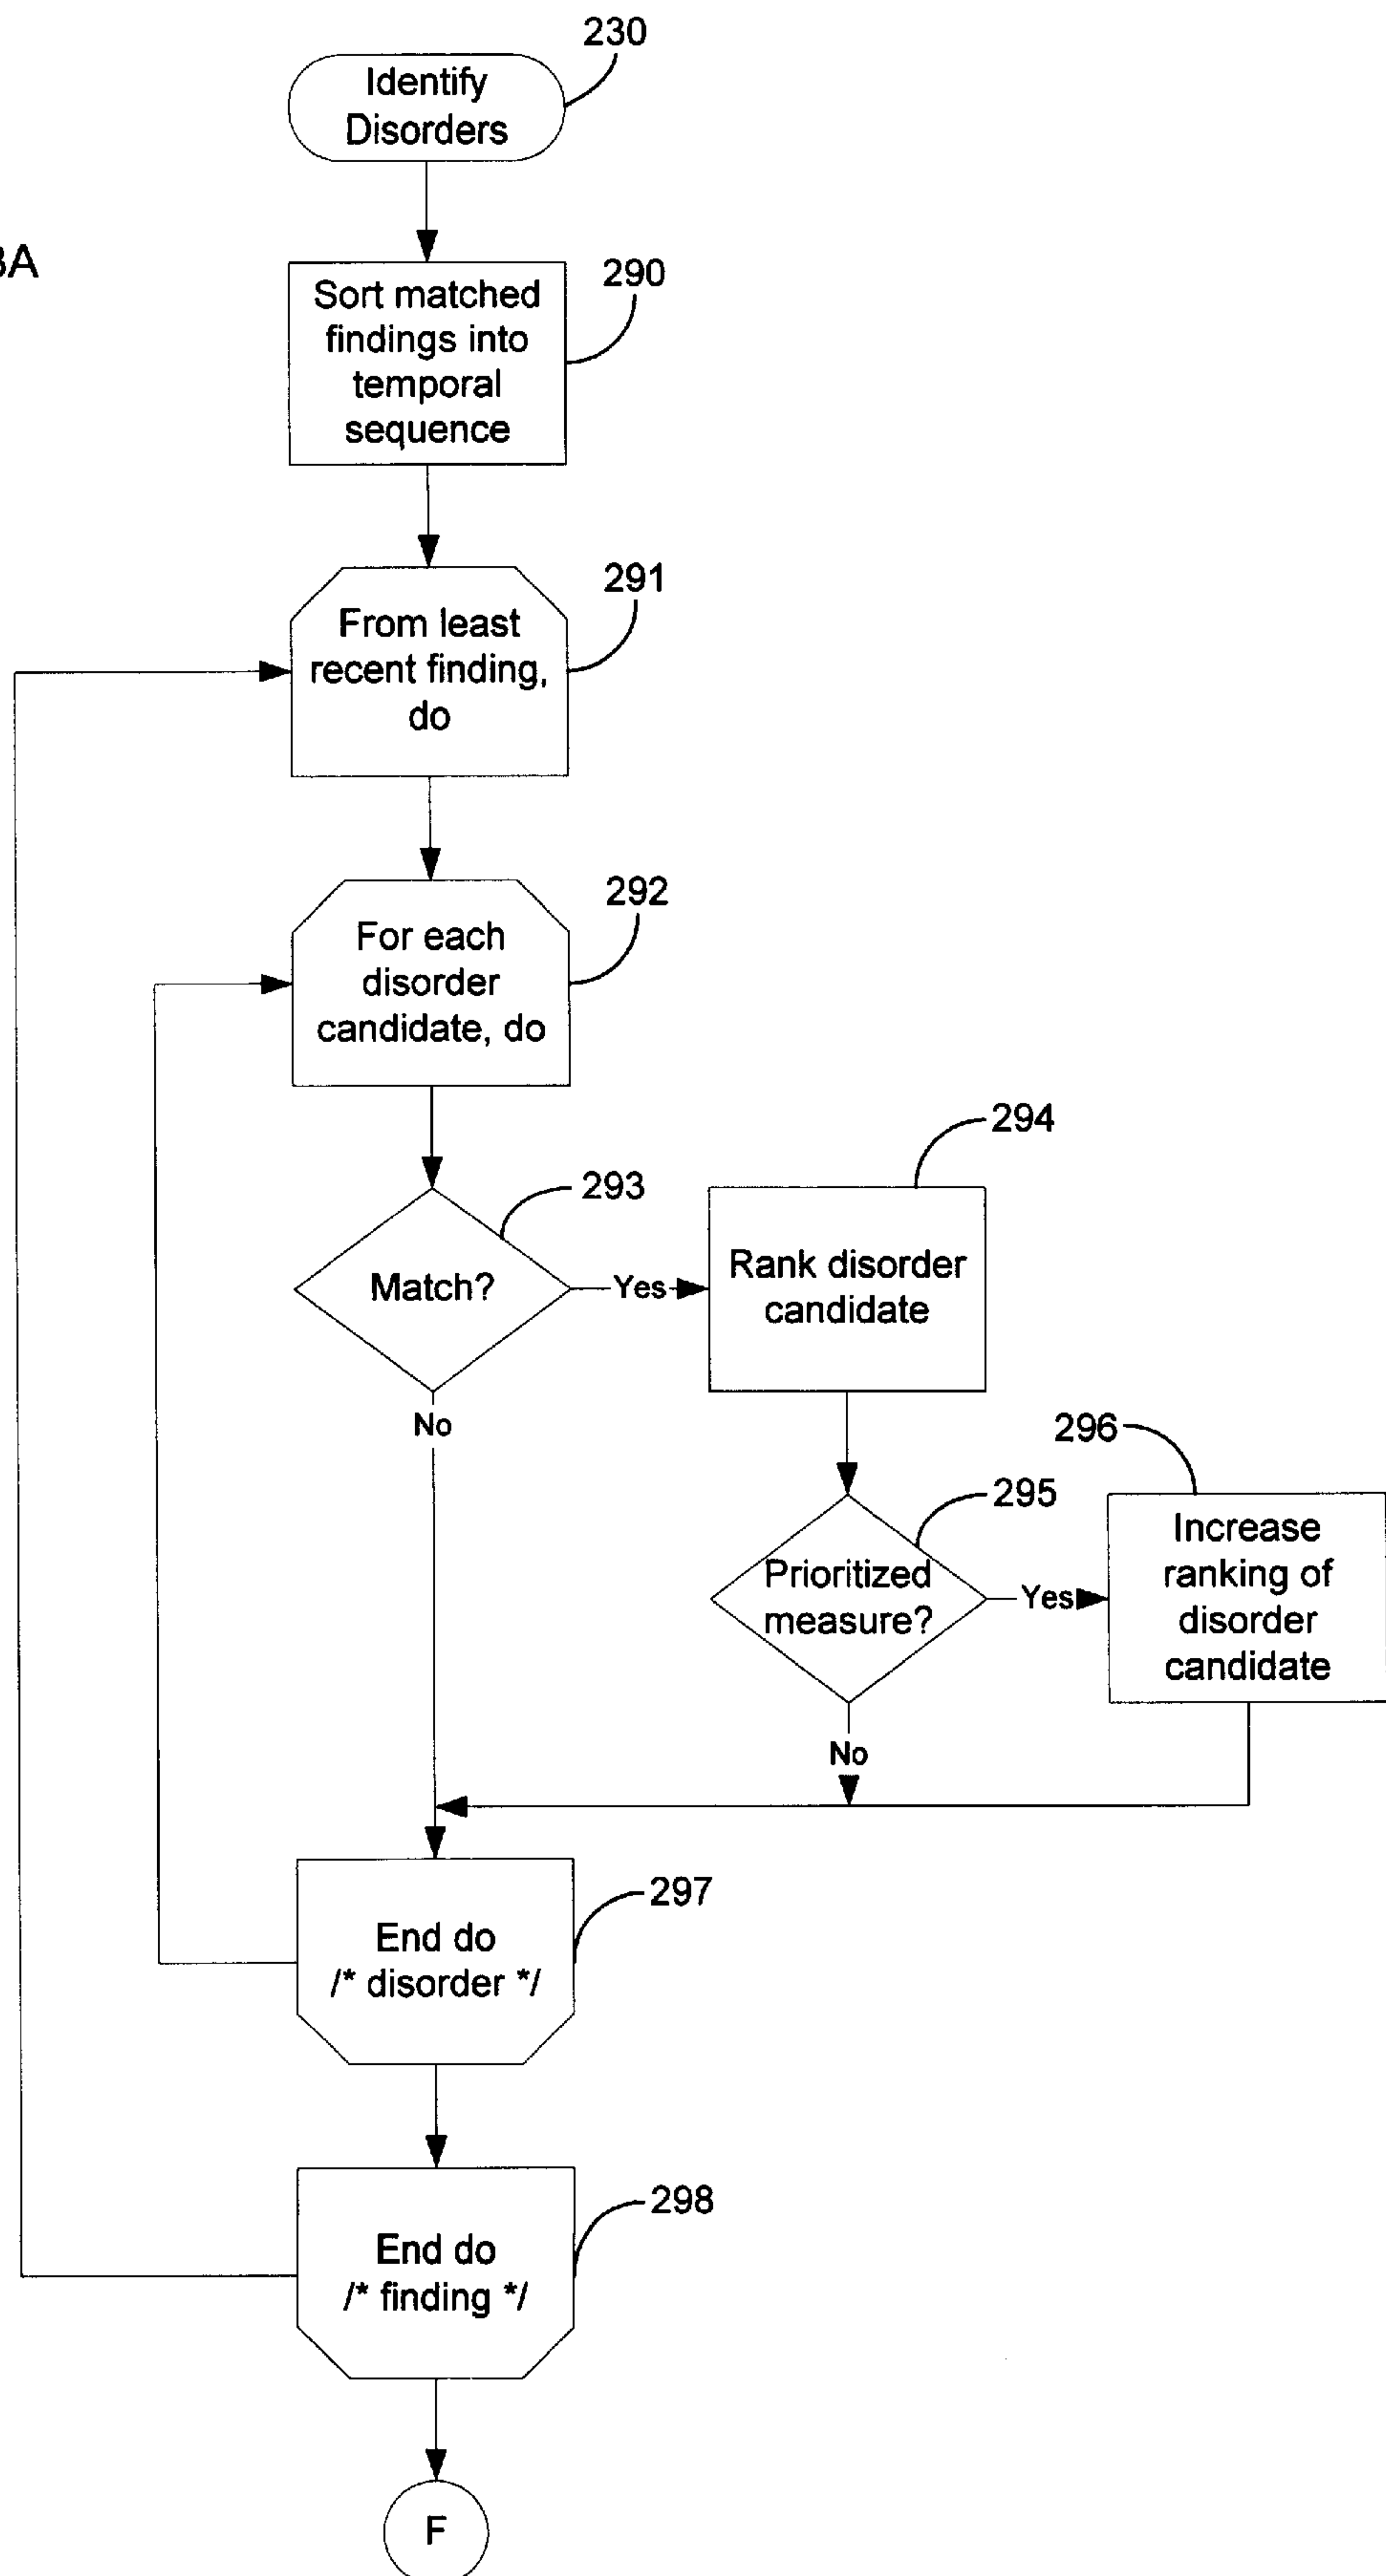 230
Identify
Disorders
3A
290
Sort matched
findings into
temporal
sequence
291
From least
recent finding,
do
292
For each
disorder
candidate, do
294
293
Match?
Yes
Rank disorder
candidate
No
296
295
Prioritized
measure?
Yes
Increase
ranking of
disorder
candidate
No
297
End do
/* disorder */
298
End do
/* finding */
F